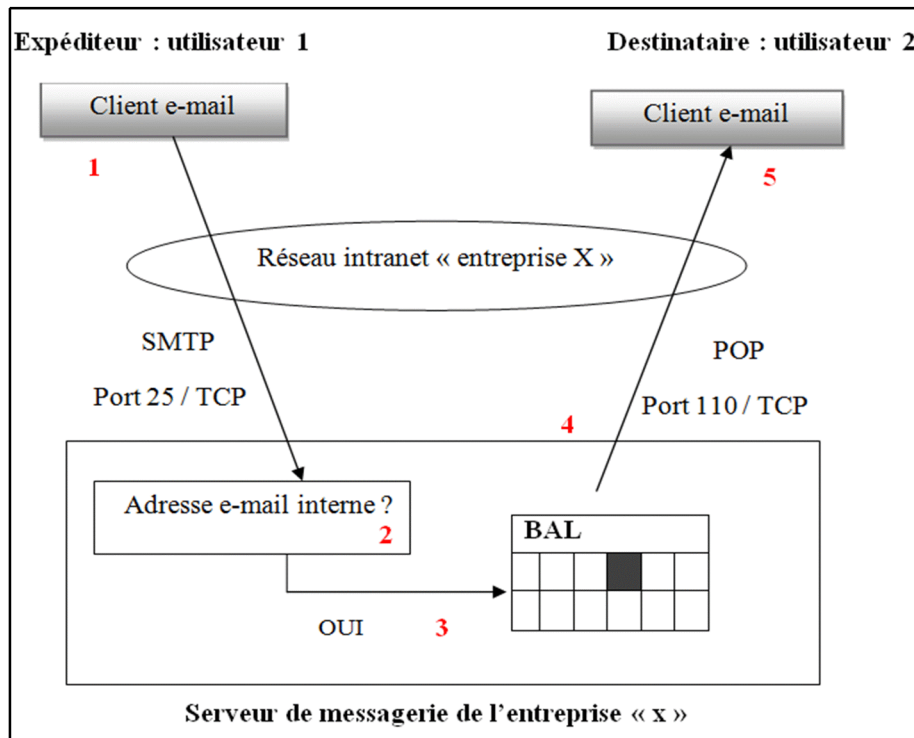 Expéditeur : utilisateur 1
Destinataire : utilisateur 2
Client e-mail
Client e-mail
1
5
Réseau intranet « entreprise X »
SMTP
POP
Port 25 / TCP
Port 110 / TCP
4
Adresse e-mail interne ?
2
BAL
OUI
3
Serveur de messagerie de l’entreprise « x »